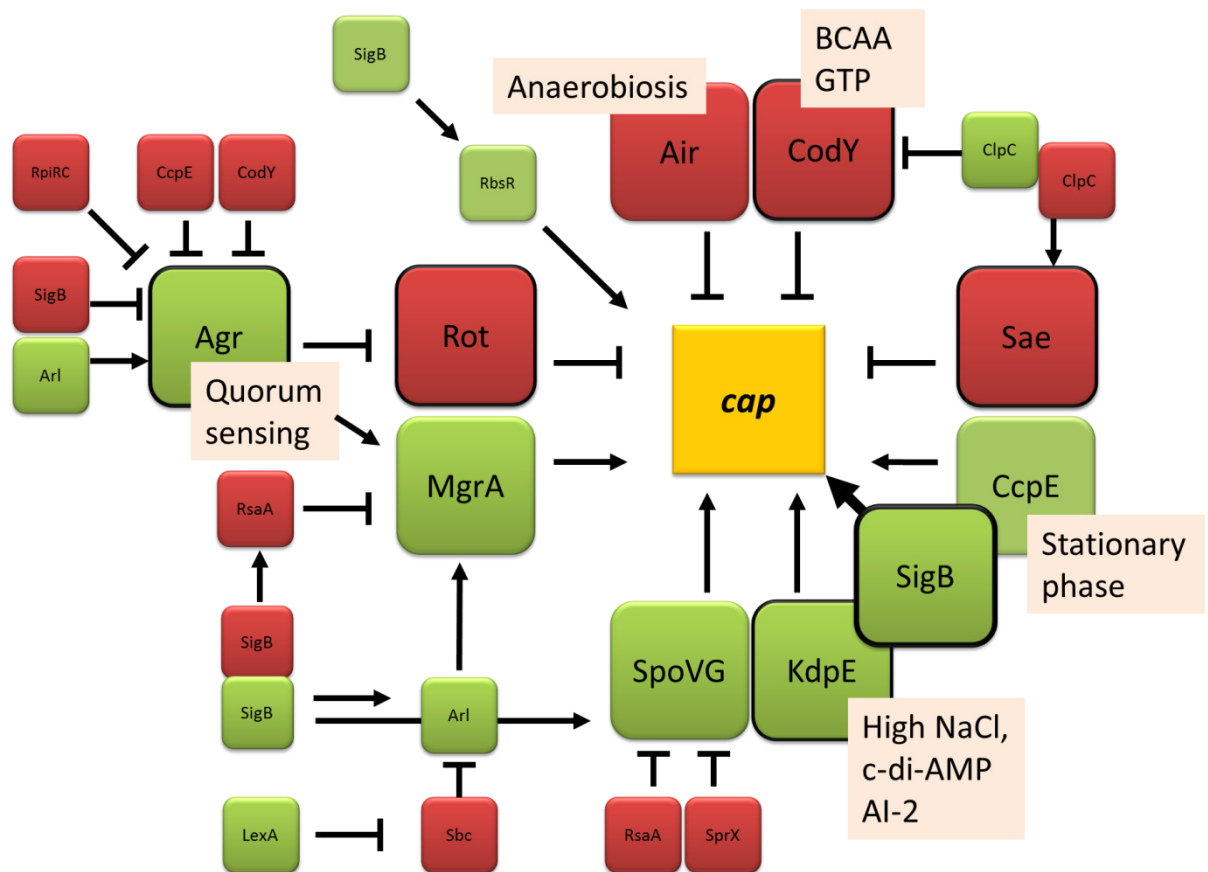 SigB
BCAA
GTP
Anaerobiosis
Air
CodY
ClpC
ClpC
RpiRC
CcpE
CodY
RbsR
SigB
Arl
Agr
Quorum
sensing
Rot
cap
Sae
MgrA
CcpE
RsaA
SigB
Stationary
phase
SigB
SigB
Arl
SpoVG
KdpE
High NaCl,
c-di-AMP
AI-2
LexA
Sbc
RsaA
SprX